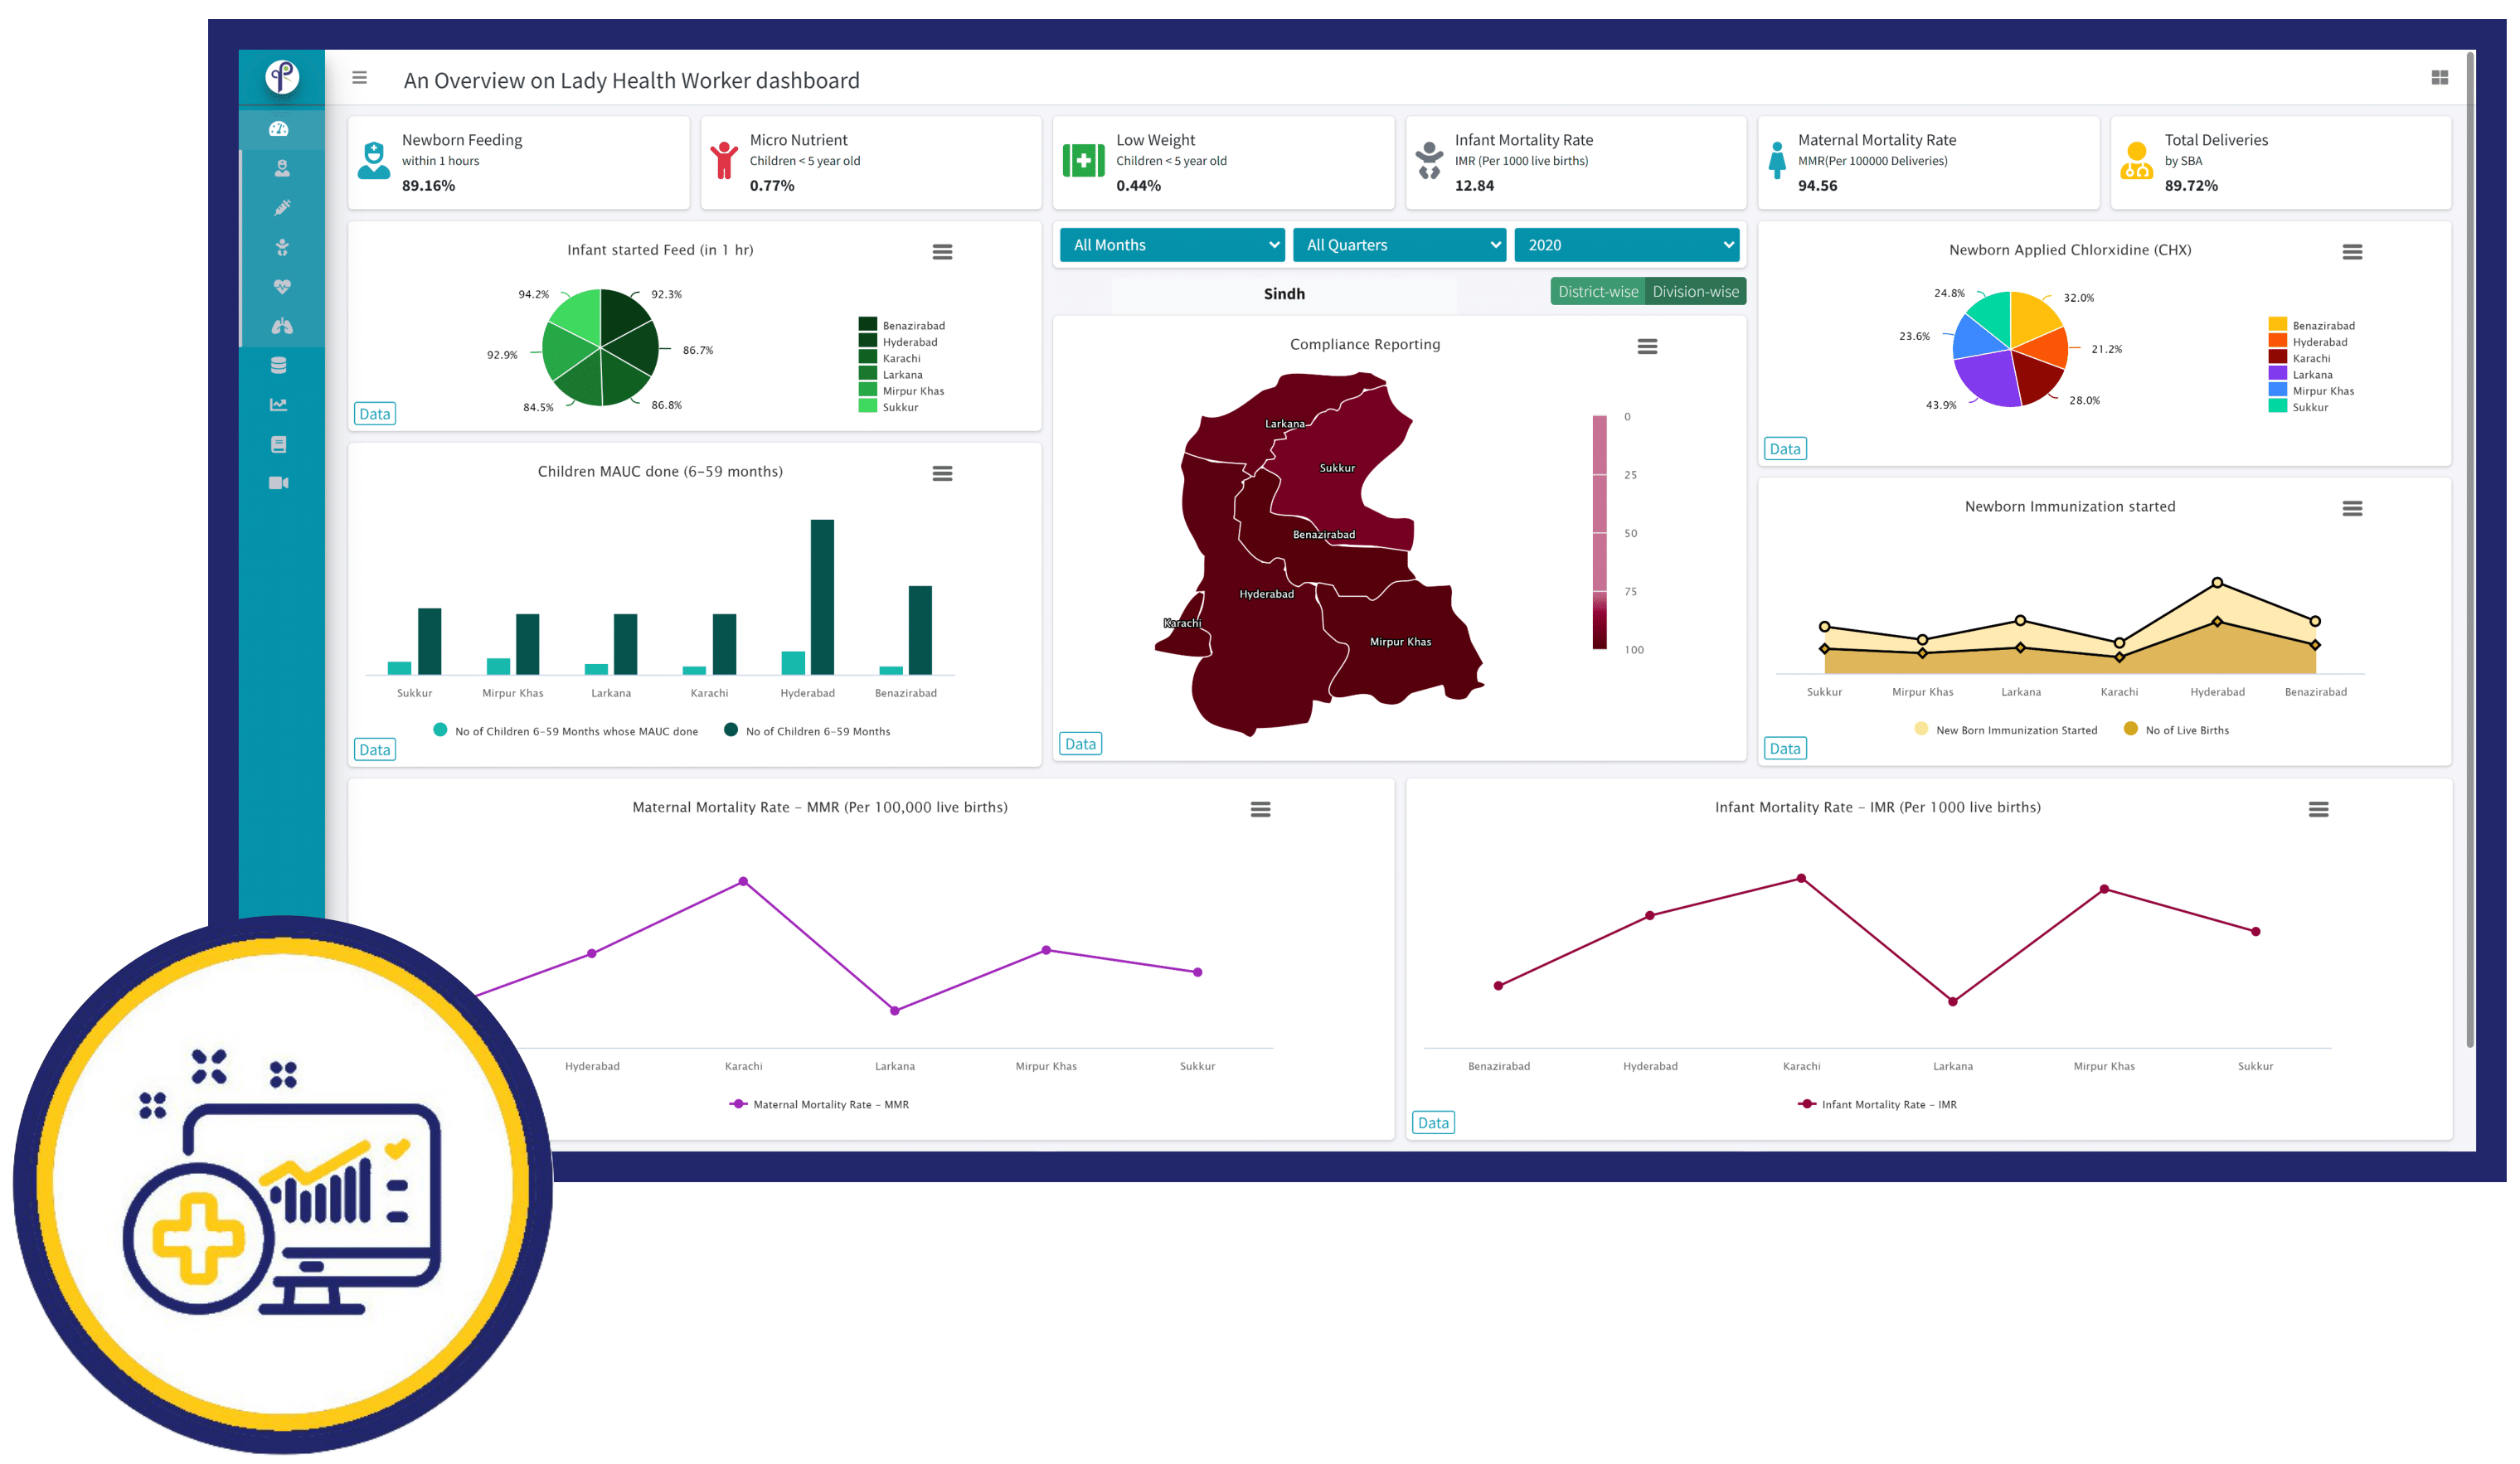 An Overview on Lady Health Worker dashboard
Newborn Feeding
within 1 hours
89.16%
Micro Nutrient
Children < 5 year old
0.77%
Low Weight
Children < 5 year old
0.44%
Infant Mortality Rate
IMR (Per 1000 live births)
12.84
Maternal Mortality Rate
MMR(Per 100000 Deliveries)
94.56
Total Deliveries
by SBA
89.72%
Infant started Feed (in 1 hr)
94.2%
92.3%
92.9%
86.7%
84.5%
86.8%
Benazirabad
Hyderabad
Karachi
Larkana
Mirpur Khas
Sukkur
Data
All Months
All Quarters
2020
Sindh
District-wise
Division-wise
Compliance Reporting
Larkana
Sukkur
Benazirabad
Hyderabad
Karachi
Mirpur Khas
0
25
50
75
100
Data
Newborn Applied Chlorxidine (CHX)
24.8%
32.0%
23.6%
21.2%
43.9%
28.0%
Benazirabad
Hyderabad
Karachi
Larkana
Mirpur Khas
Sukkur
Data
Children MAUC done (6-59 months)
Sukkur
Mirpur Khas
Larkana
Karachi
Hyderabad
Benazirabad
No of Children 6-59 Months whose MAUC done
No of Children 6-59 Months
Data
Newborn Immunization started
Sukkur
Mirpur Khas
Larkana
Karachi
Hyderabad
Benazirabad
New Born Immunization Started
No of Live Births
Data
Maternal Mortality Rate - MMR (Per 100,000 live births)
Hyderabad
Karachi
Larkana
Mirpur Khas
Sukkur
Maternal Mortality Rate - MMR
Infant Mortality Rate - IMR (Per 1000 live births)
Benazirabad
Hyderabad
Karachi
Larkana
Mirpur Khas
Sukkur
Infant Mortality Rate - IMR
Data